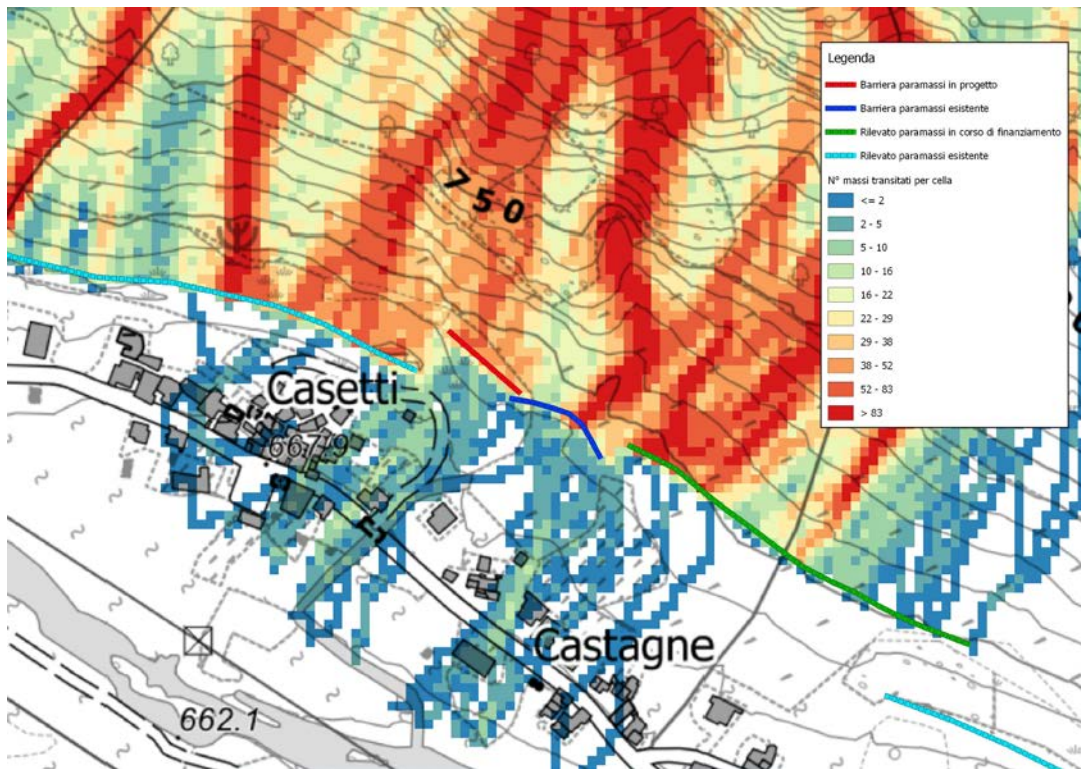 Legenda
Barriera paramassi in progetto
Barriera paramassi esistente
Rilevato paramassi in corso di finanziamento
Rilevato paramassi esistente
N° massi transitati per cella
<= 2
2 - 5
5 - 10
10 - 16
16 - 22
22 - 29
29 - 38
38 - 52
52 - 83
> 83
750
Casetti
667.9
Castagne
662.1